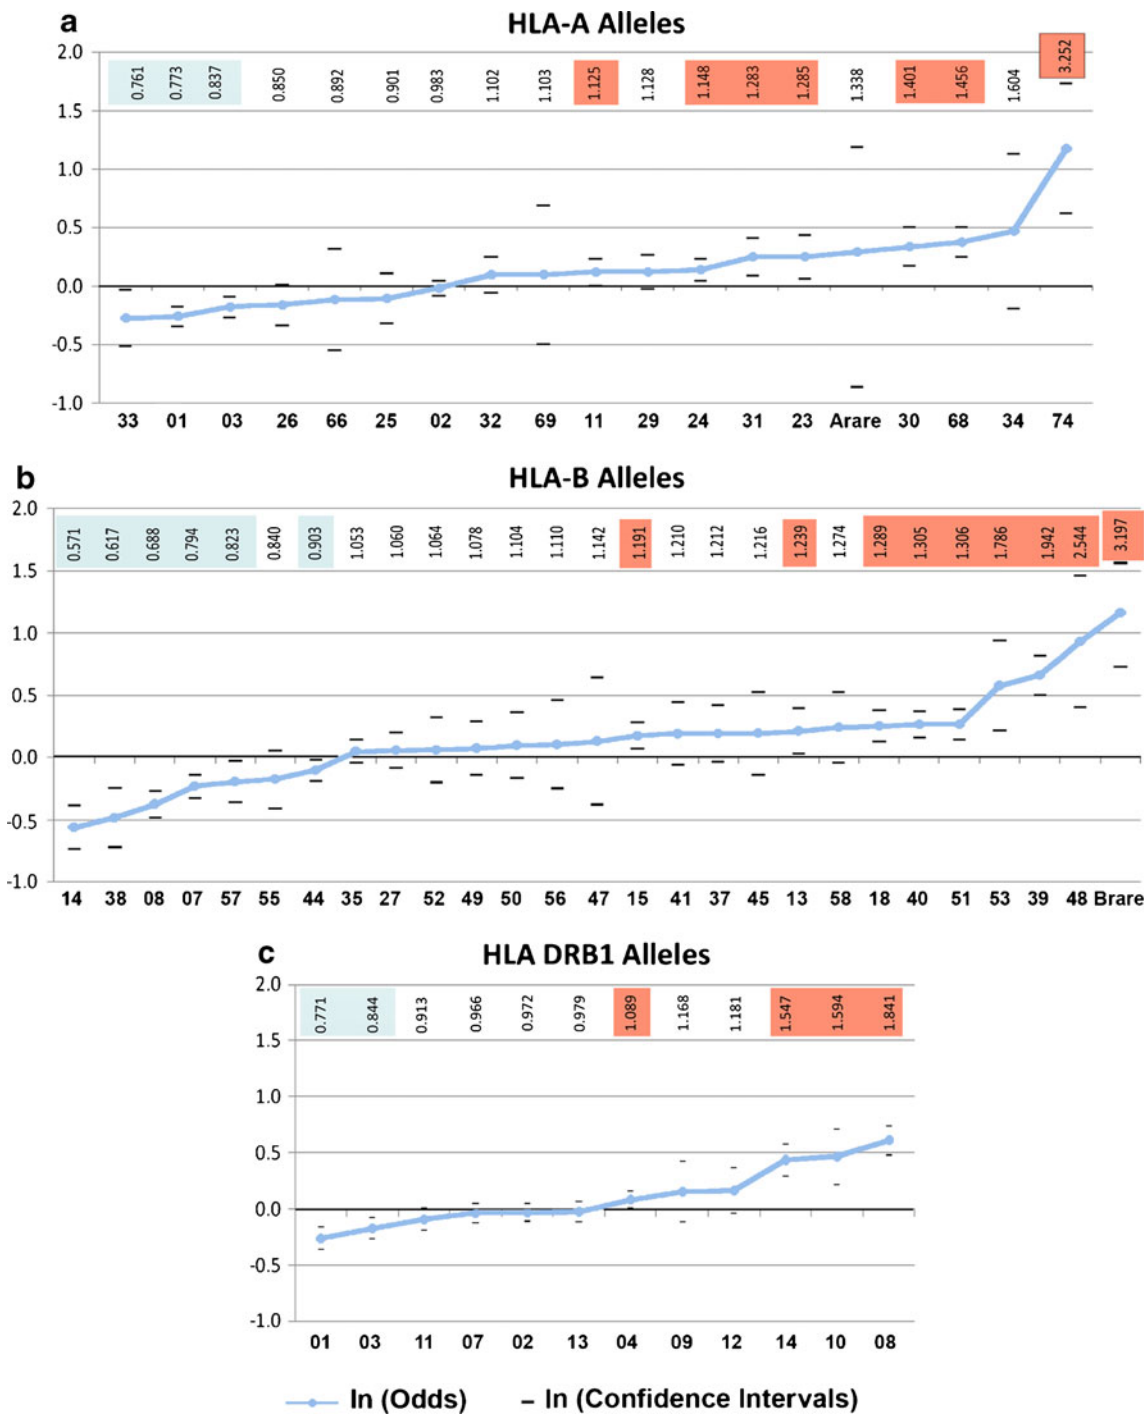 a
HLA-A Alleles
2.0
1.5
1.0
0.5
0.0
-0.5
-1.0
0.761 0.773 0.837 0.850 0.892 0.901 0.983 1.102 1.103 1.125 1.128 1.148 1.283 1.285 1.338 1.401 1.456 1.604 3.252
33 01 03 26 66 25 02 32 69 11 29 24 31 23 Arare 30 68 34 74
b
HLA-B Alleles
2.0
1.5
1.0
0.5
0.0
-0.5
-1.0
0.571 0.617 0.688 0.794 0.823 0.840 0.903 1.053 1.060 1.064 1.078 1.104 1.110 1.142 1.191 1.210 1.212 1.216 1.239 1.274 1.289 1.305 1.306 1.786 1.942 2.544 3.197
14 38 08 07 57 55 44 35 27 52 49 50 56 47 15 41 37 45 13 58 18 40 51 53 39 48 Brare
c
HLA DRB1 Alleles
2.0
1.5
1.0
0.5
0.0
-0.5
-1.0
0.771 0.844 0.913 0.966 0.972 0.979 1.089 1.168 1.181 1.547 1.594 1.841
01 03 11 07 02 13 04 09 12 14 10 08
In (Odds) In (Confidence Intervals)